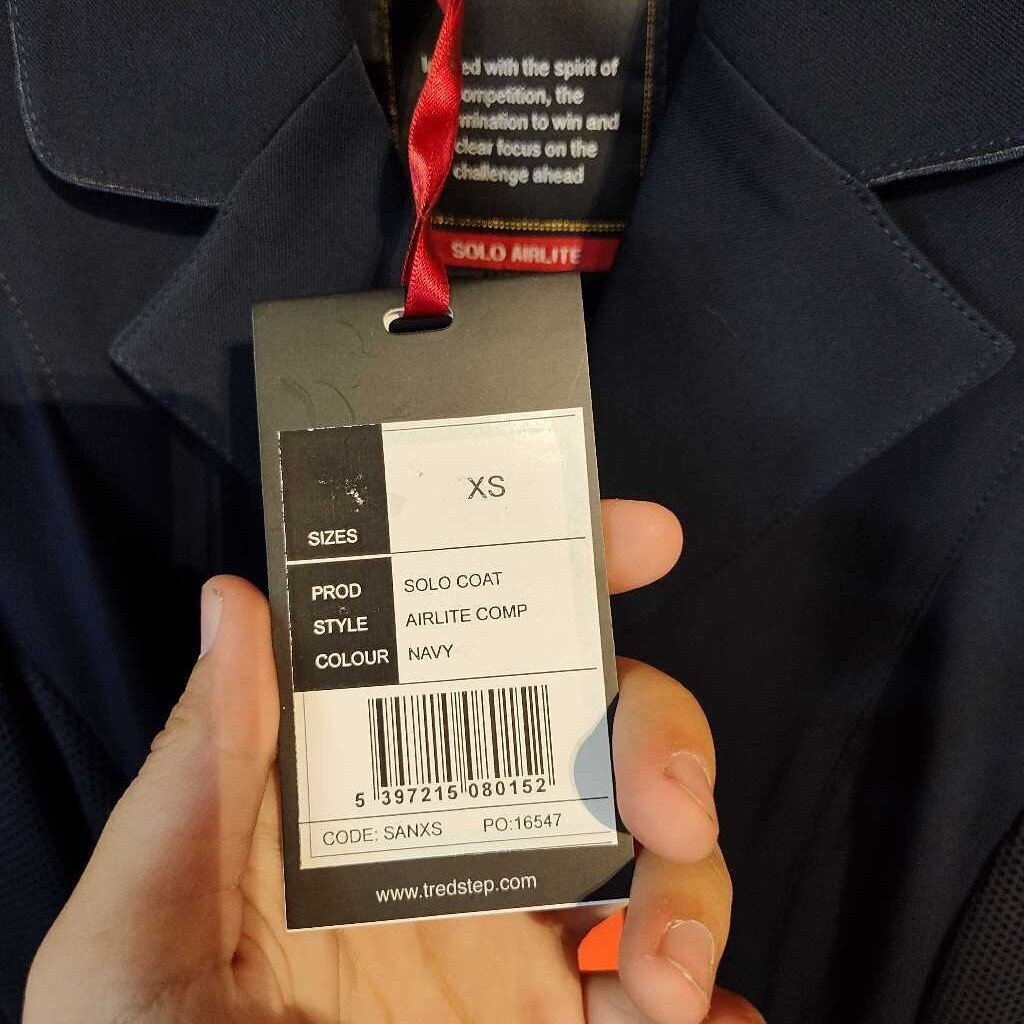 ed with the spirit of
ompetition, the
mination to win and
clear focus on the
challenge ahead
SOLO AIRLITE
XS
SIZES
PROD SOLO COAT
STYLE AIRLITE COMP
COLOUR NAVY
5 397215 080152
CODE: SANXS PO:16547
www.tredstep.com